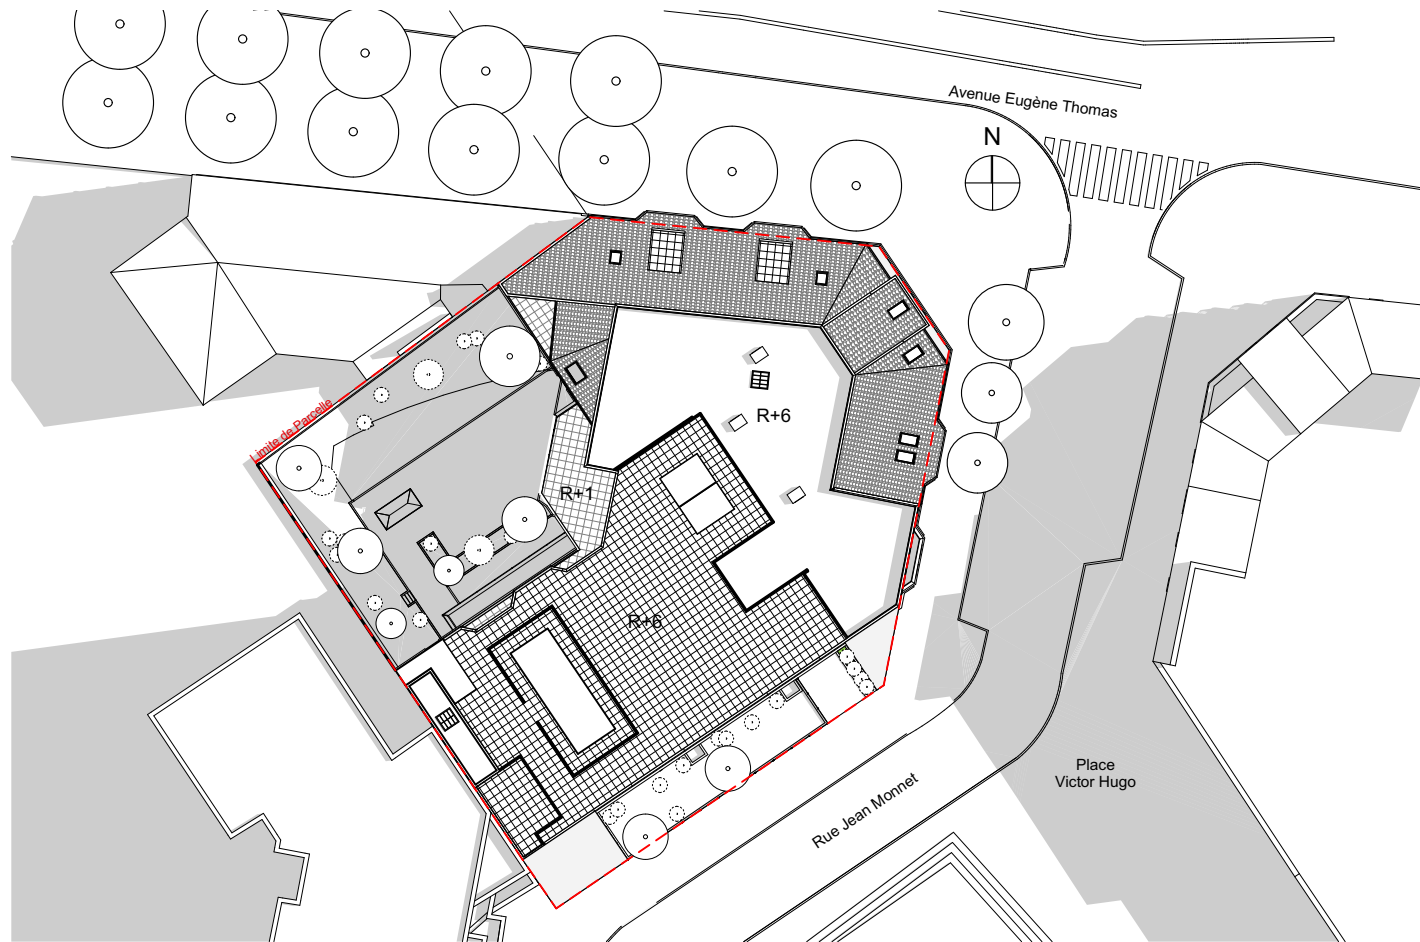 Avenue Eugène Thomas
N
Limite de Parcelle
R+6
R+1
R+6
Place
Victor Hugo
Rue Jean Monnet